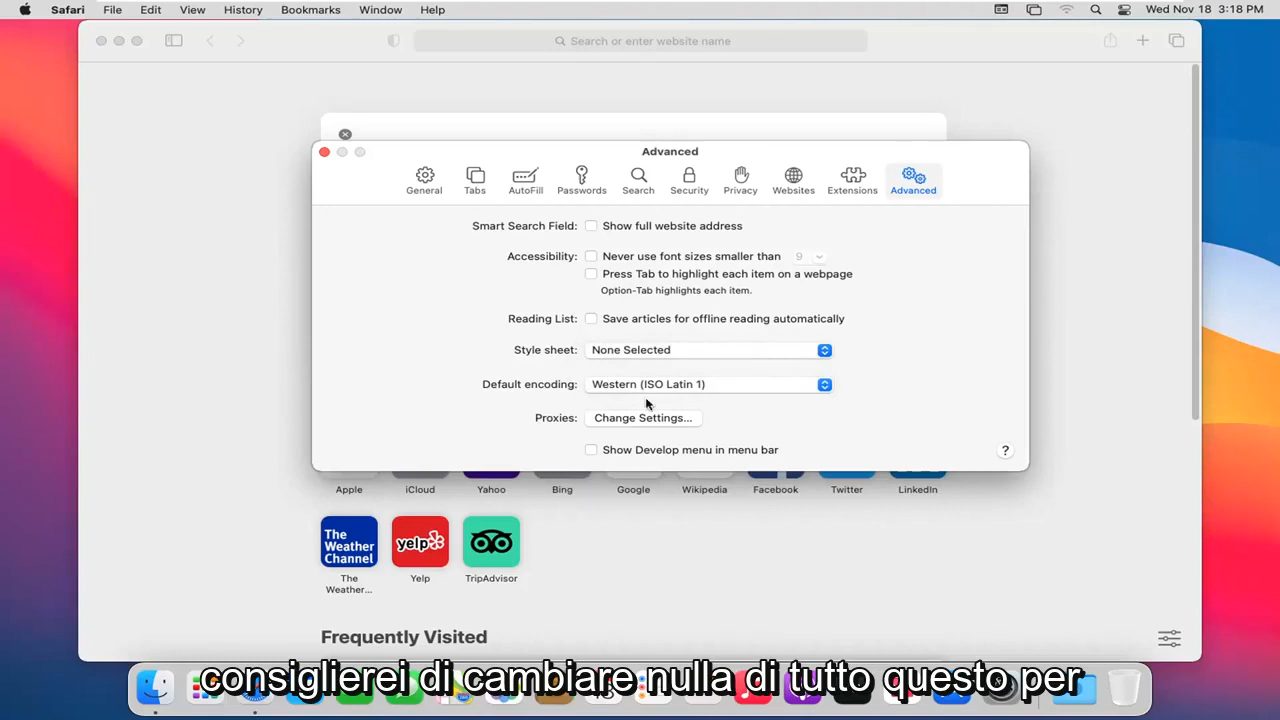 Safari File Edit View History Bookmarks Window Help Wed Nov 18 3:18 PM
Search or enter website name
Advanced
General Tabs AutoFill Passwords Search Security Privacy Websites Extensions Advanced
Smart Search Field: Show full website address
Accessibility: Never use font sizes smaller than 9
Press Tab to highlight each item on a webpage
Option-Tab highlights each item.
Reading List: Save articles for offline reading automatically
Style sheet: None Selected
Default encoding: Western (ISO Latin 1)
Proxies: Change Settings...
Show Develop menu in menu bar ?
Apple iCloud Yahoo Bing Google Wikipedia Facebook Twitter LinkedIn
The
Weather
Channel
yelp
The
Weather...
Yelp
TripAdvisor
Frequently Visited
consiglierei di cambiare nulla di tutto questo per